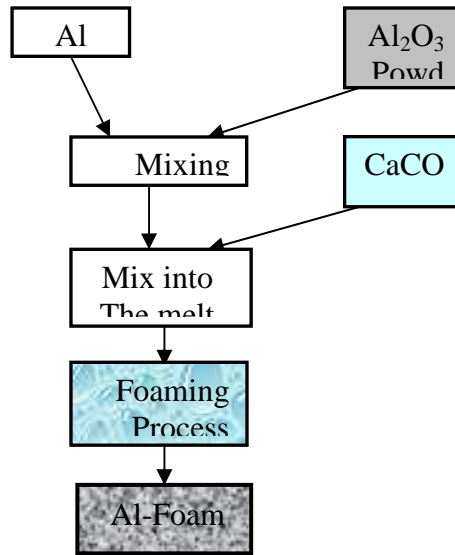 Al
Al₂O₃
Powd
Mixing
CaCO
Mix into
The melt
Foaming
Process
Al-Foam